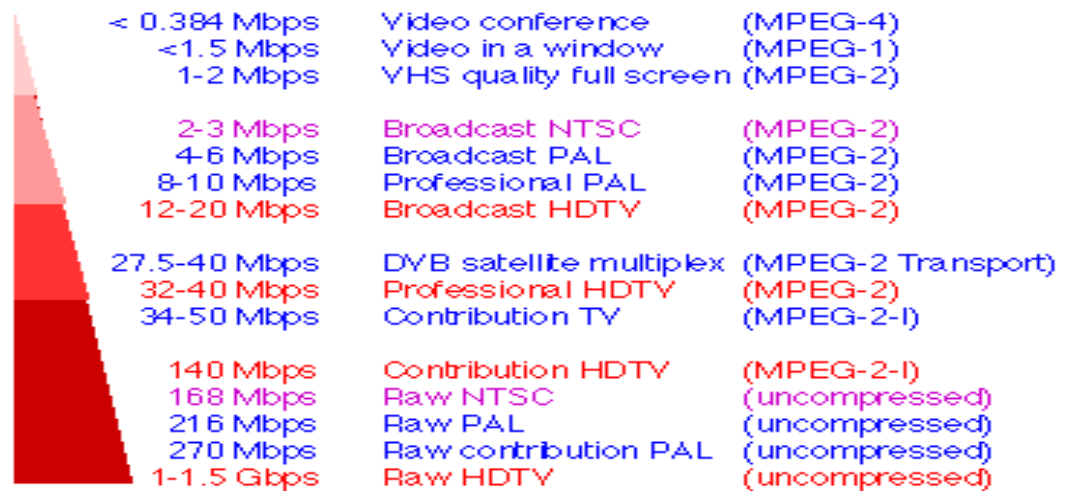 < 0.384 Mbps Video conference (MPEG-4)
<1.5 Mbps Video in a window (MPEG-1)
1-2 Mbps VHS quality full screen (MPEG-2)
2-3 Mbps Broadcast NTSC (MPEG-2)
4-6 Mbps Broadcast PAL (MPEG-2)
8-10 Mbps Professional PAL (MPEG-2)
12-20 Mbps Broadcast HDTV (MPEG-2)
27.5-40 Mbps DVB satellite multiplex (MPEG-2 Transport)
32-40 Mbps Professional HDTV (MPEG-2)
34-50 Mbps Contribution TV (MPEG-2-I)
140 Mbps Contribution HDTV (MPEG-2-I)
168 Mbps Raw NTSC (uncompressed)
216 Mbps Raw PAL (uncompressed)
270 Mbps Raw contribution PAL (uncompressed)
1-1.5 Gbps Raw HDTV (uncompressed)